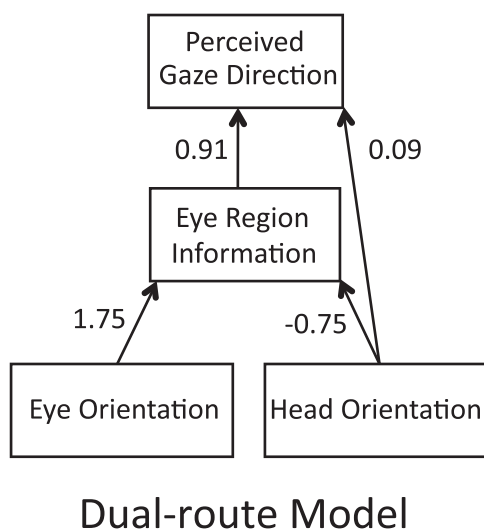 Perceived
Gaze Direction
0.91
0.09
Eye Region
Information
1.75
-0.75
Eye Orientation
Head Orientation
Dual-route Model